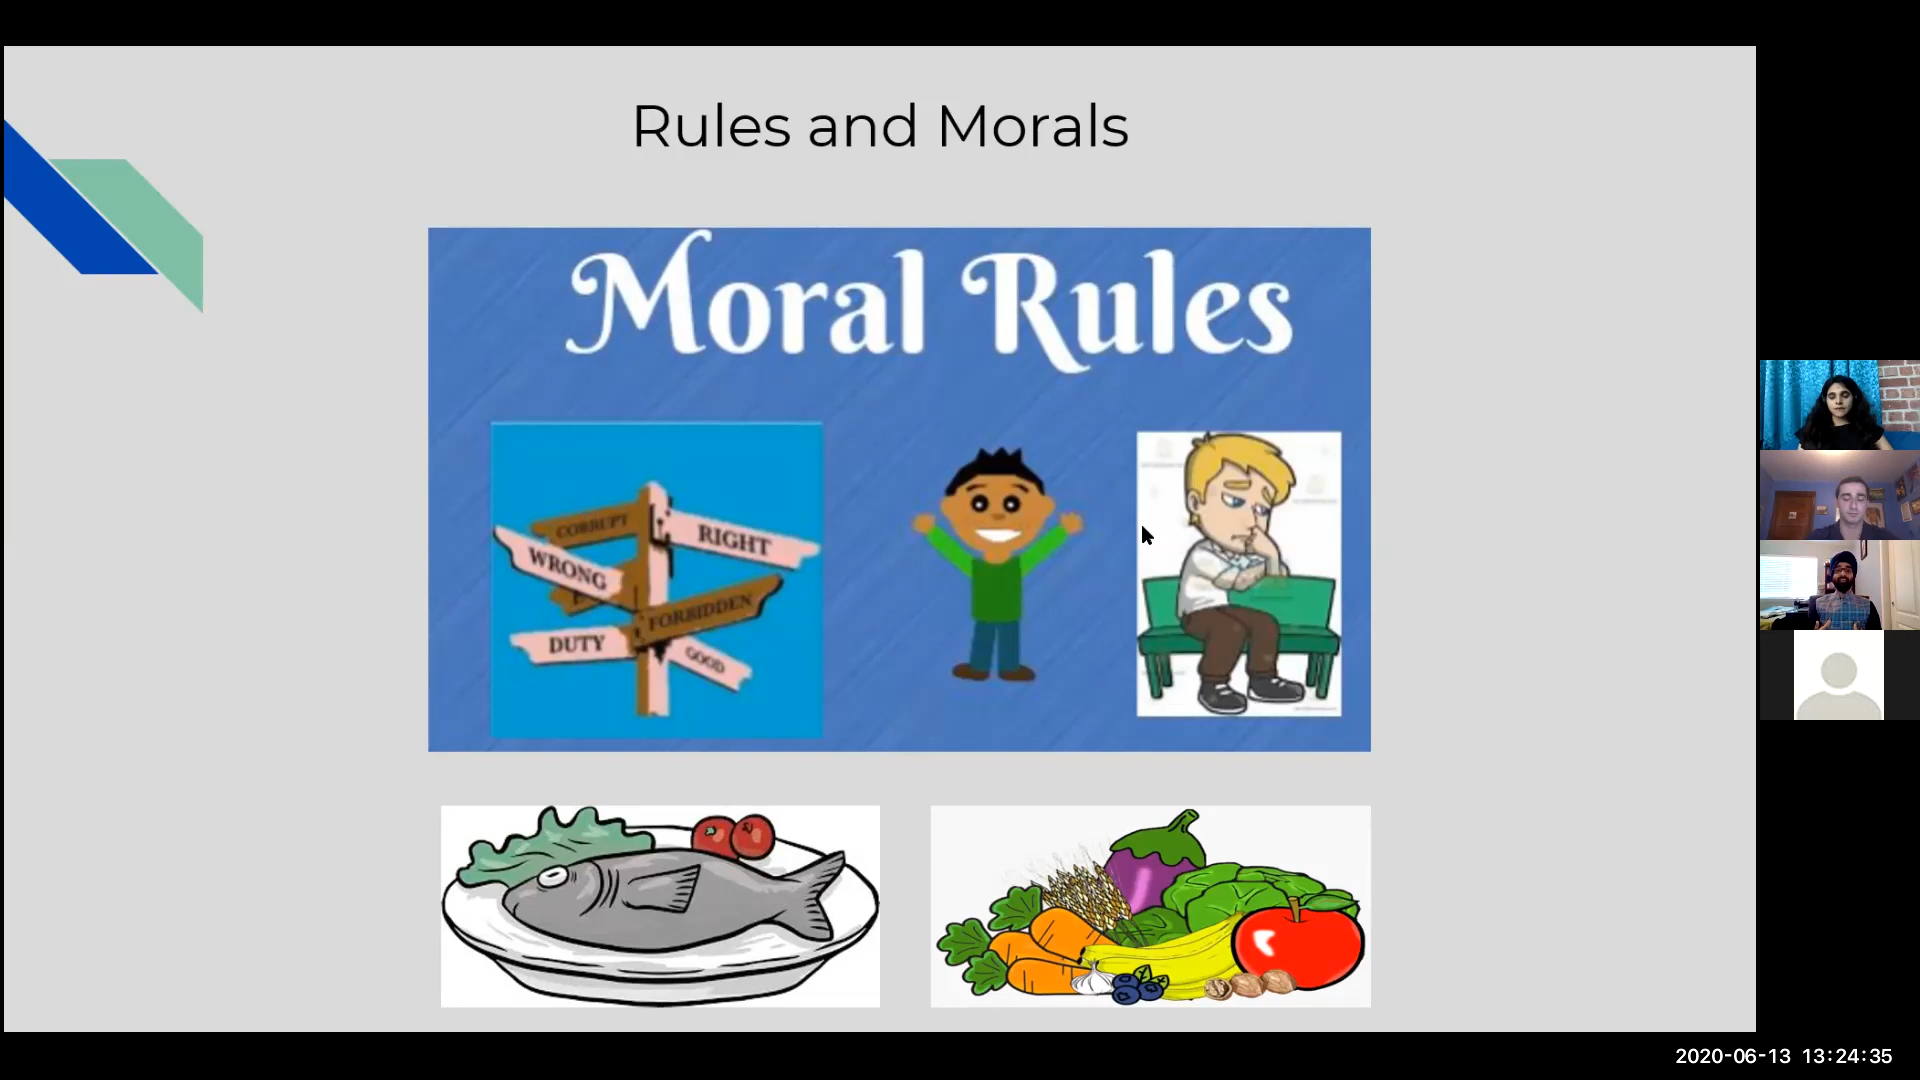 Rules and Morals
Moral Rules
CORRUPT
RIGHT
WRONG
FORBIDDEN
DUTY
GOOD
2020-06-13 13:24:35